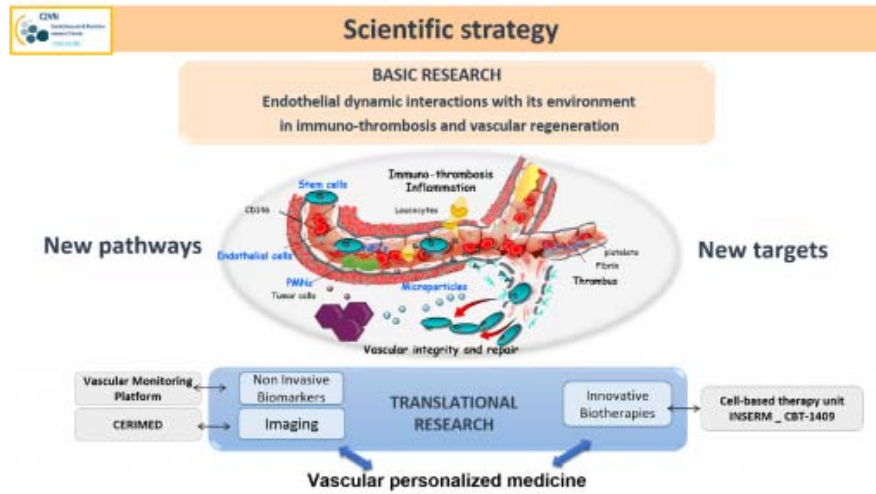 C2VN
Scientific strategy
BASIC RESEARCH
Endothelial dynamic interactions with its environment
in immuno-thrombosis and vascular regeneration
Immuno-thrombosis
Inflammation
Stem cells
CD146
Leucocytes
New pathways
New targets
Endothelial cells
platelets
Fibrin
Thrombus
PMNs
Tumor cells
Microparticles
Vascular integrity and repair
Vascular Monitoring
Platform
Non Invasive
Biomarkers
CERIMED
Imaging
TRANSLATIONAL
RESEARCH
Innovative
Biotherapies
Cell-based therapy unit
INSERM _ CBT-1409
Vascular personalized medicine